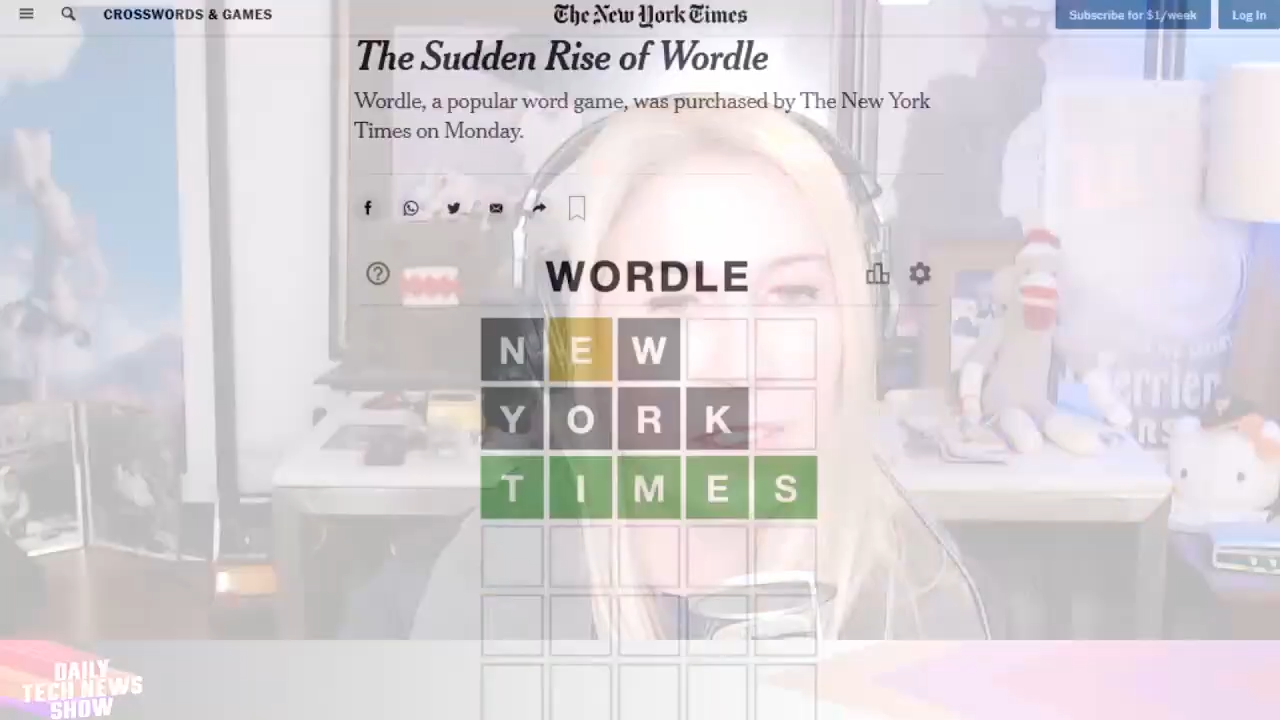 CROSSWORDS & GAMES
The New York Times
Subscribe for $1/week
Log In
The Sudden Rise of Wordle
Wordle, a popular word game, was purchased by The New York
Times on Monday.
WORDLE
N E W
Y O R K
T I M E S
DAILY
TECH NEWS
SHOW